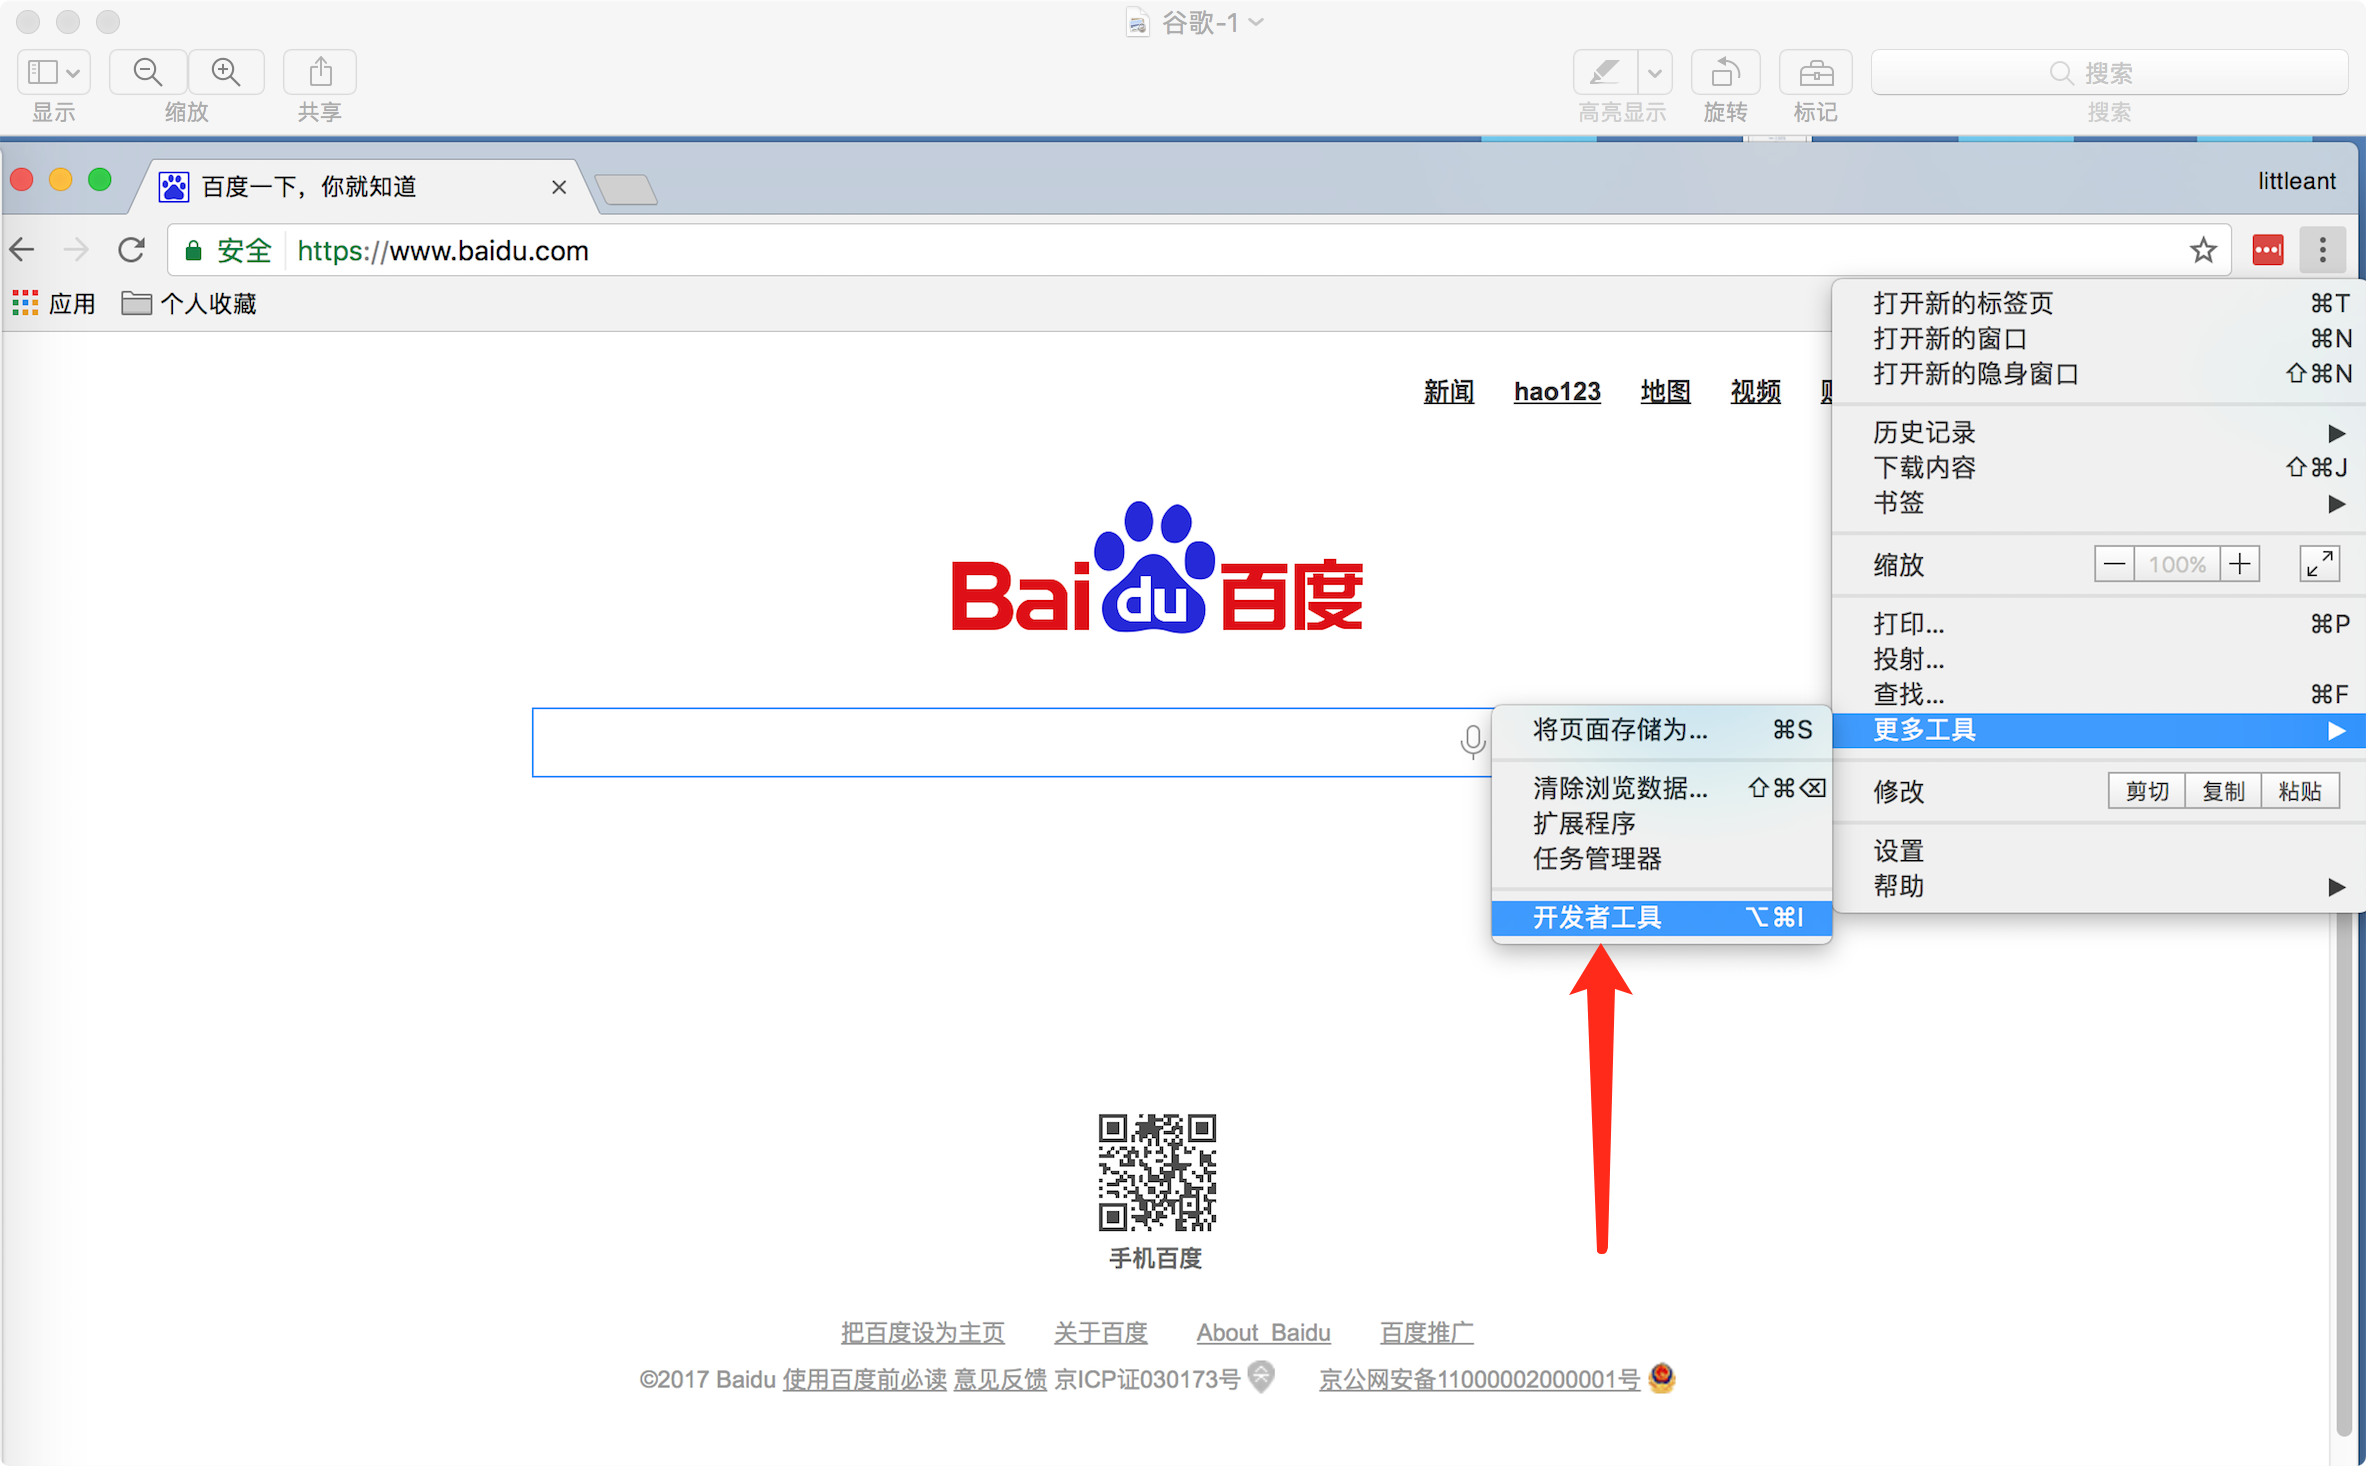 谷歌-1
显示
缩放
共享
高亮显示
旋转
标记
搜索
搜索
百度一下，你就知道
littleant
安全
https://www.baidu.com
应用
个人收藏
新闻
hao123
地图
视频
Bai du 百度
打开新的标签页 ⌘T
打开新的窗口 ⌘N
打开新的隐身窗口 ⇧⌘N
历史记录 ▶
下载内容 ⇧⌘J
书签 ▶
缩放 — 100% +
打印... ⌘P
投射...
查找... ⌘F
更多工具 ▶
修改 剪切 复制 粘贴
设置
帮助 ▶
将页面存储为... ⌘S
清除浏览数据... ⇧⌘⌫
扩展程序
任务管理器
开发者工具 ⌥⌘I
手机百度
把百度设为主页
关于百度
About Baidu
百度推广
©2017 Baidu 使用百度前必读 意见反馈 京ICP证030173号
京公网安备11000002000001号